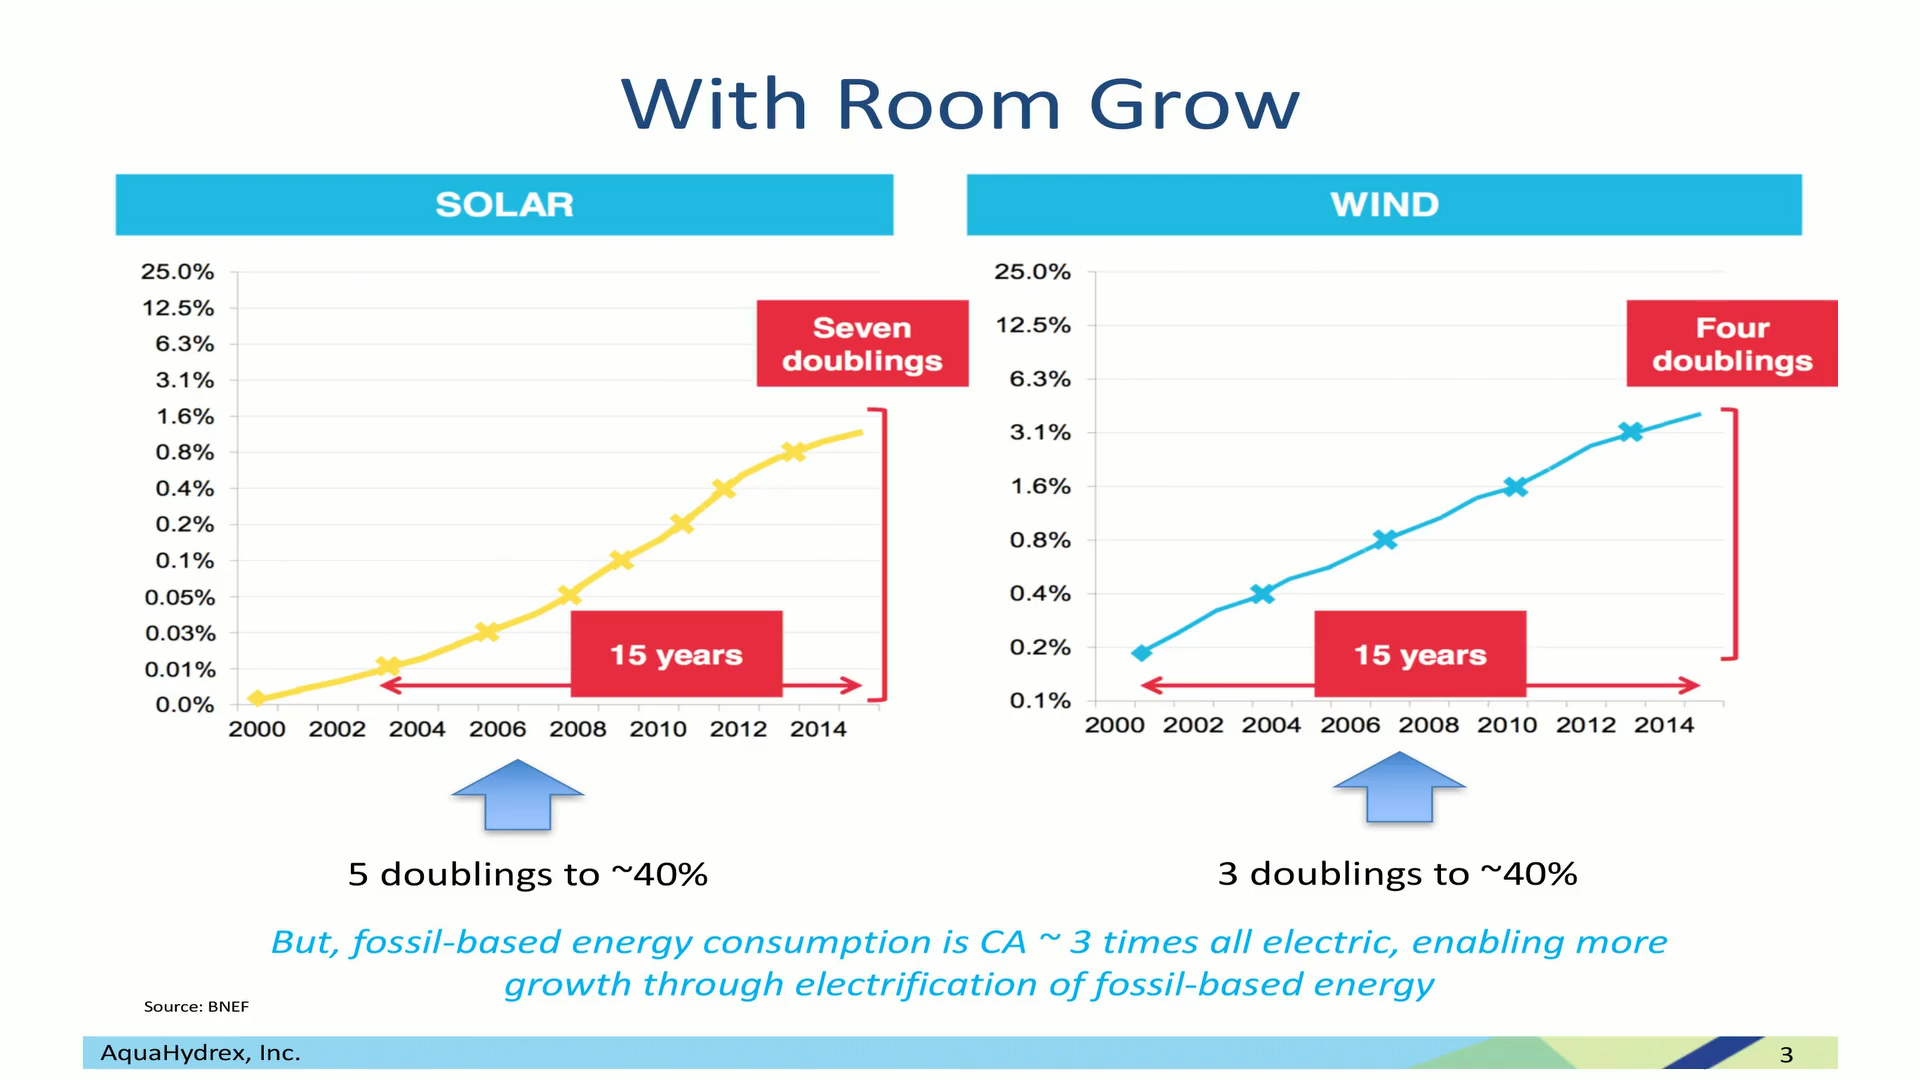 With Room Grow
SOLAR
25.0%
12.5%
6.3%
3.1%
1.6%
0.8%
0.4%
0.2%
0.1%
0.05%
0.03%
0.01%
0.0%
Seven
doublings
15 years
2000 2002 2004 2006 2008 2010 2012 2014
5 doublings to ~40%
WIND
25.0%
12.5%
6.3%
3.1%
1.6%
0.8%
0.4%
0.2%
0.1%
Four
doublings
15 years
2000 2002 2004 2006 2008 2010 2012 2014
3 doublings to ~40%
But, fossil-based energy consumption is CA ~ 3 times all electric, enabling more
growth through electrification of fossil-based energy
Source: BNEF
AquaHydrex, Inc.
3